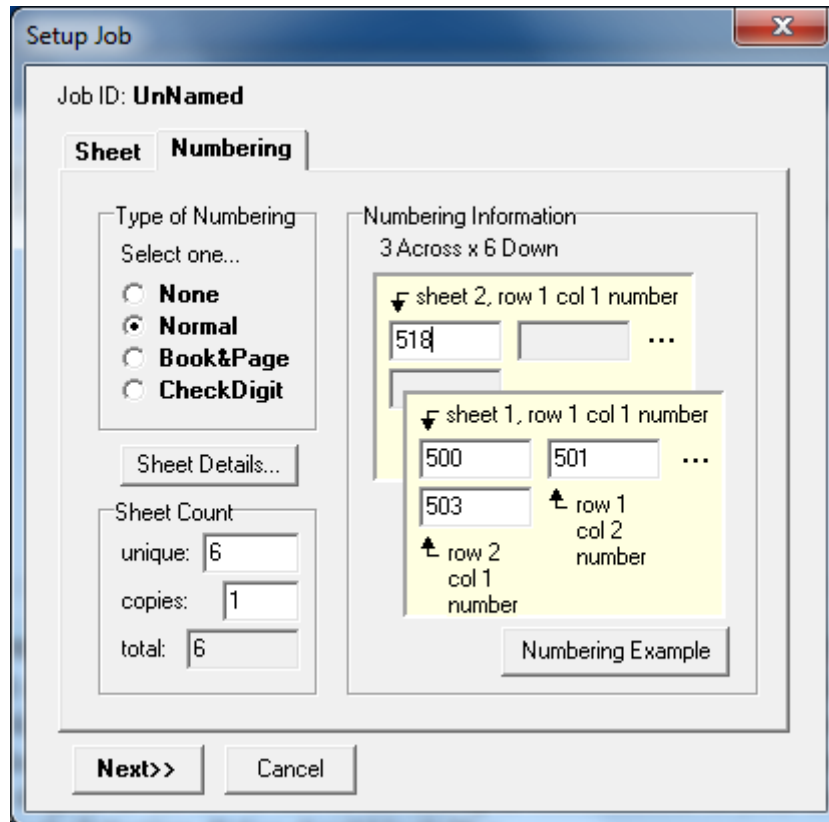 Setup Job
Job ID: UnNamed
Sheet
Numbering
Type of Numbering
Select one...
None
Normal
Book&Page
CheckDigit
Sheet Details...
Sheet Count
unique: 6
copies: 1
total: 6
Numbering Information
3 Across x 6 Down
sheet 2, row 1 col 1 number
518
...
sheet 1, row 1 col 1 number
500 501 ...
503
row 1
col 2
number
row 2
col 1
number
Numbering Example
Next>>
Cancel